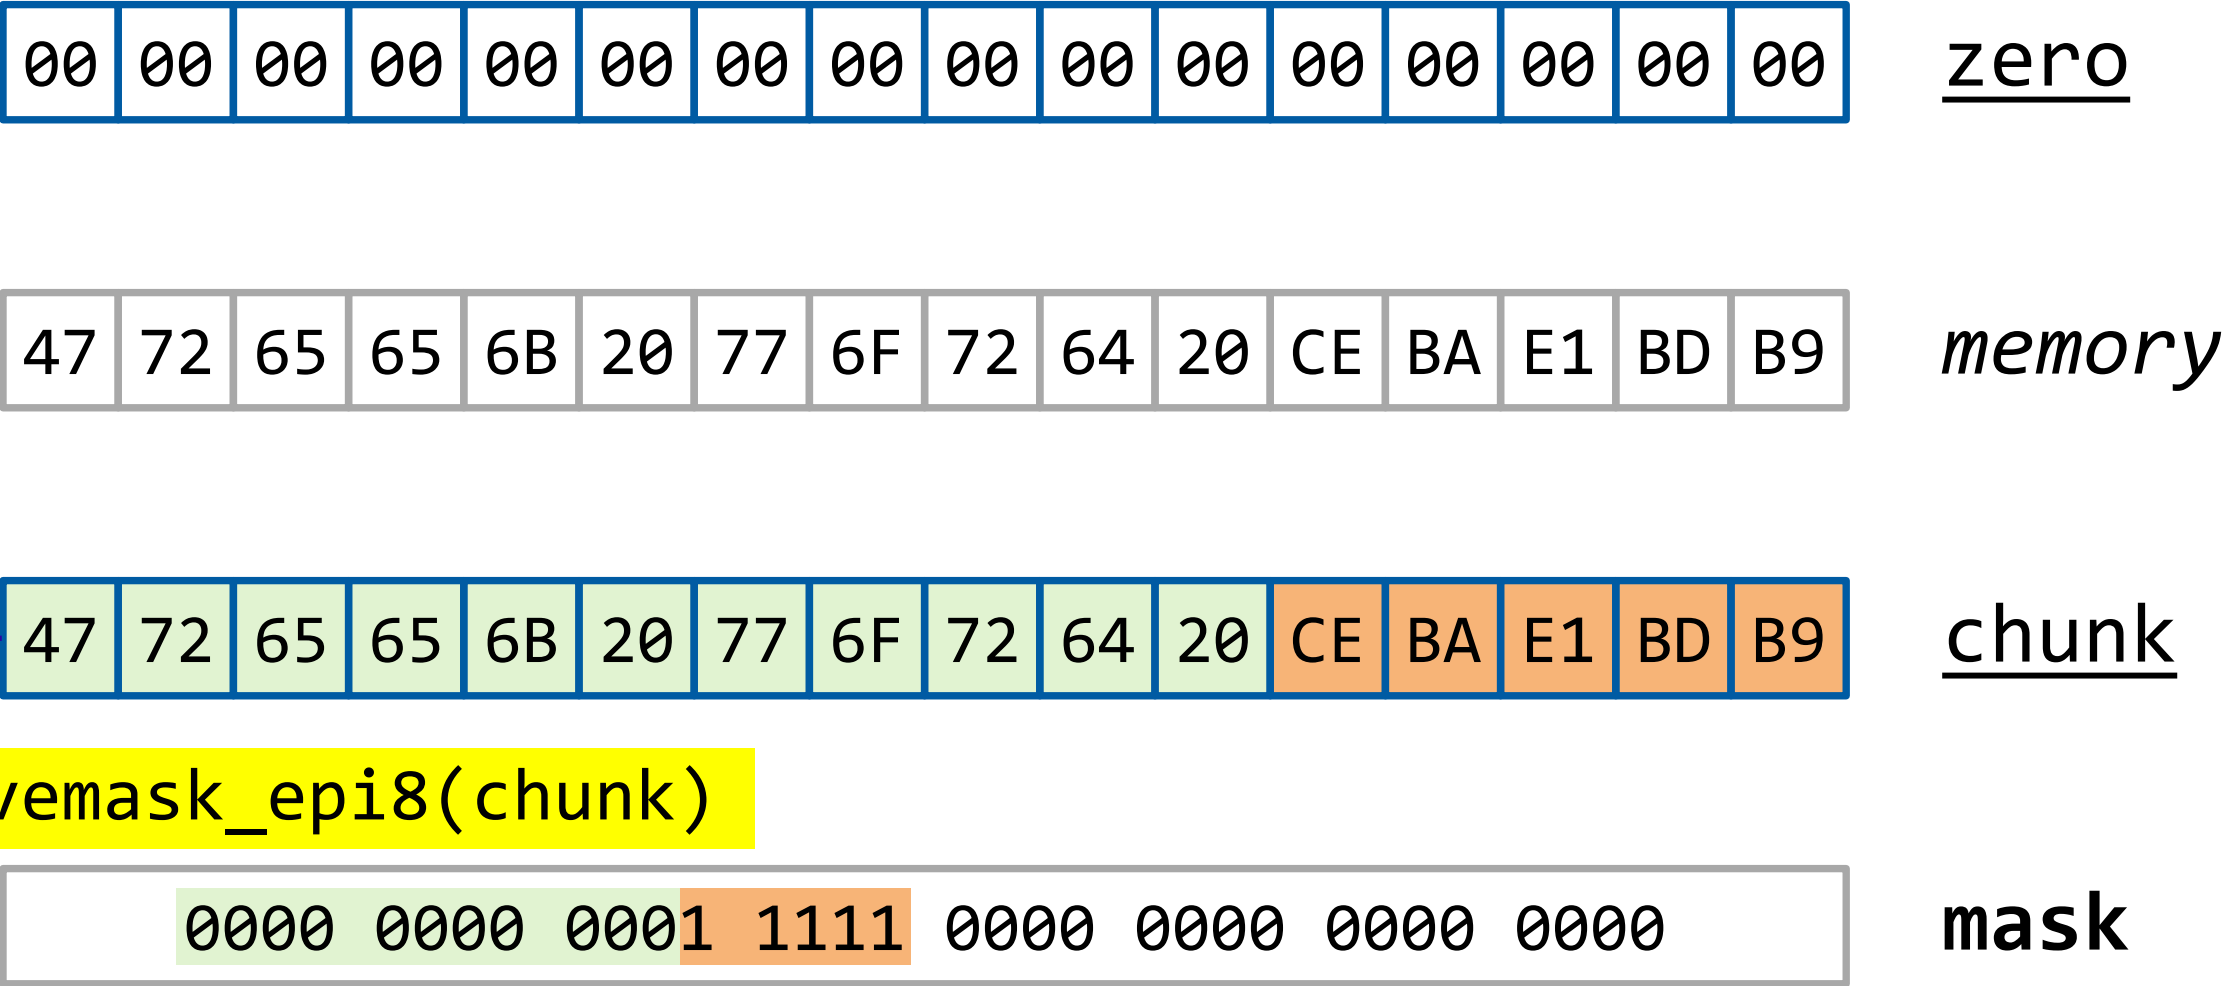 00 00 00 00 00 00 00 00 00 00 00 00 00 00 00 00 zero
47 72 65 65 6B 20 77 6F 72 64 20 CE BA E1 BD B9 memory
47 72 65 65 6B 20 77 6F 72 64 20 CE BA E1 BD B9 chunk
vemask_epi8(chunk)
0000 0000 0001 1111 0000 0000 0000 0000 mask